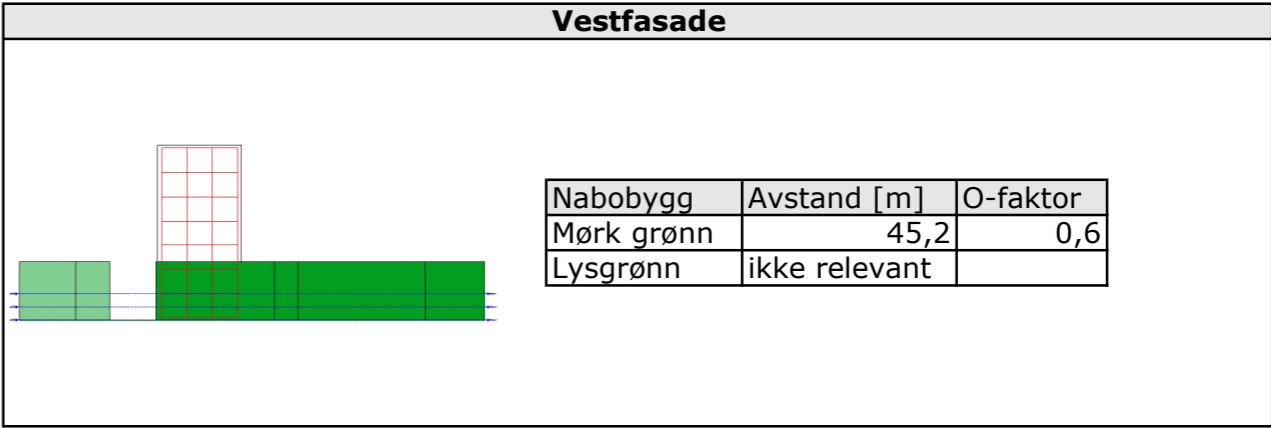 Vestfasade
Nabobygg Avstand [m] O-faktor
Mørk grønn 45,2 0,6
Lysgrønn ikke relevant